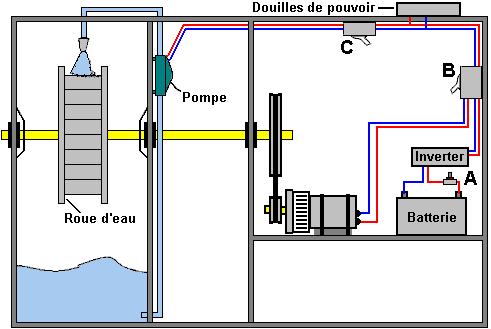 Douilles de pouvoir
C
B
Pompe
Inverter
A
Roue d'eau
Batterie